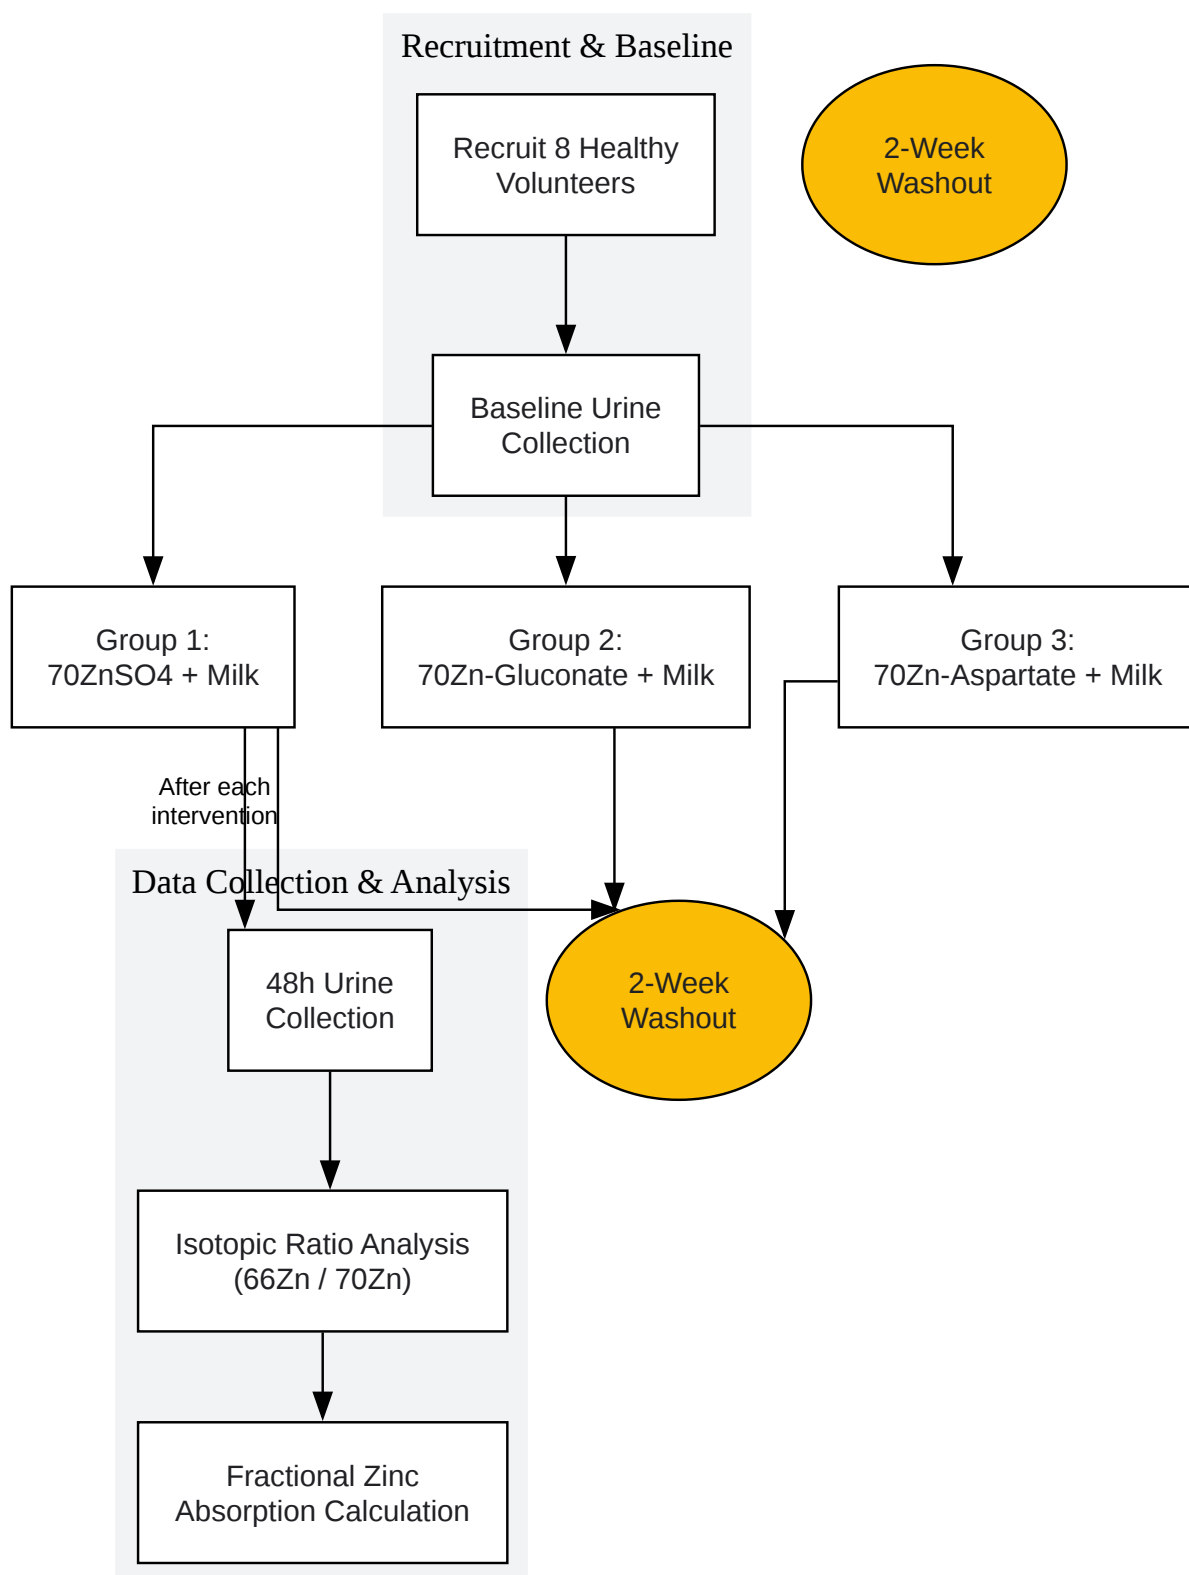 Recruitment & Baseline
Recruit 8 Healthy
Volunteers
2-Week
Washout
Baseline Urine
Collection
Group 1:
70ZnSO4 + Milk
Group 2:
70Zn-Gluconate + Milk
Group 3:
70Zn-Aspartate + Milk
After each
intervention
Data Collection & Analysis
48h Urine
Collection
2-Week
Washout
Isotopic Ratio Analysis
(66Zn / 70Zn)
Fractional Zinc
Absorption Calculation